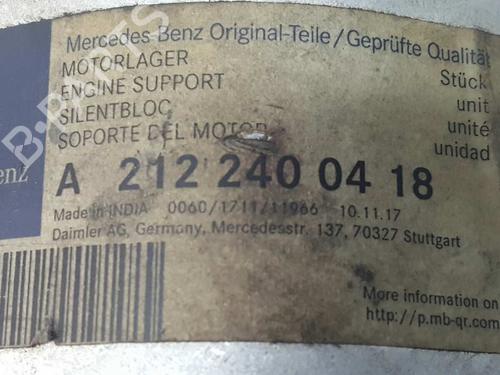 Mercedes-Benz Original-Teile/Geprüfte Qualität
MOTORLAGER Stück
ENGINE SUPPORT unit
SILENTBLOC unité
SOPORTE DEL MOTOR unidad
enz
A 212 240 04 18
Made in INDIA 0060/1711/11966 10.11.17
Daimler AG, Germany, Mercedesstr. 137, 70327 Stuttgart
More information on
http://p.mb-qr.com